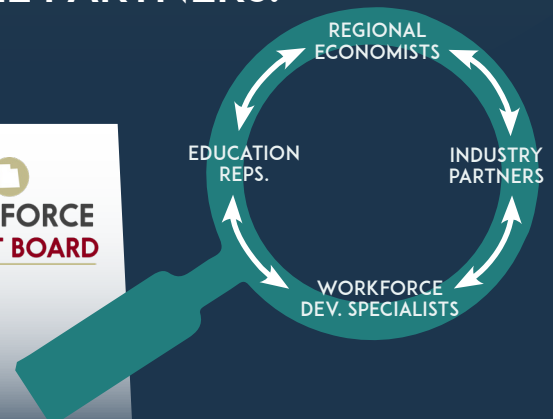 REGIONAL
ECONOMISTS
EDUCATION
REPS.
INDUSTRY
PARTNERS
FORCE
BOARD
WORKFORCE
DEV. SPECIALISTS